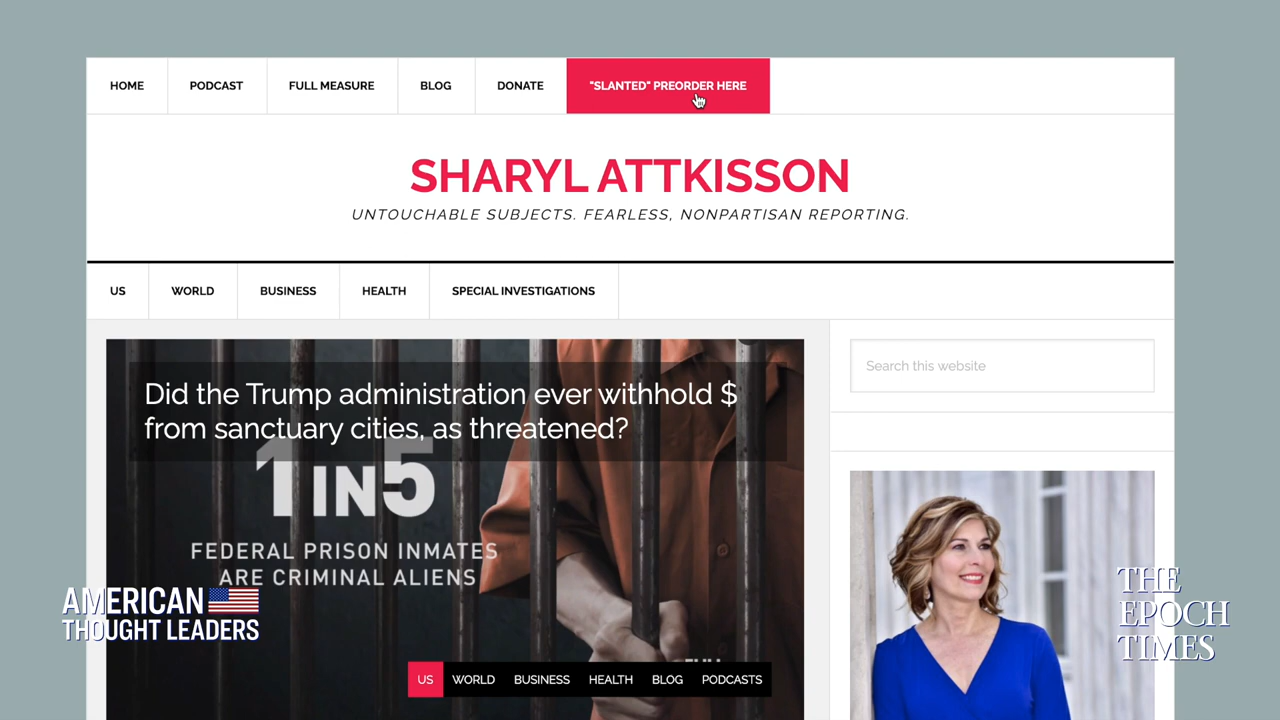 HOME PODCAST FULL MEASURE BLOG DONATE "SLANTED" PREORDER HERE
SHARYL ATTKISSON
UNTOUCHABLE SUBJECTS. FEARLESS, NONPARTISAN REPORTING.
US WORLD BUSINESS HEALTH SPECIAL INVESTIGATIONS
Search this website
Did the Trump administration ever withhold $
from sanctuary cities, as threatened?
1 IN 5
FEDERAL PRISON INMATES
ARE CRIMINAL ALIENS
AMERICAN
THOUGHT LEADERS
THE
EPOCH
TIMES
US WORLD BUSINESS HEALTH BLOG PODCASTS